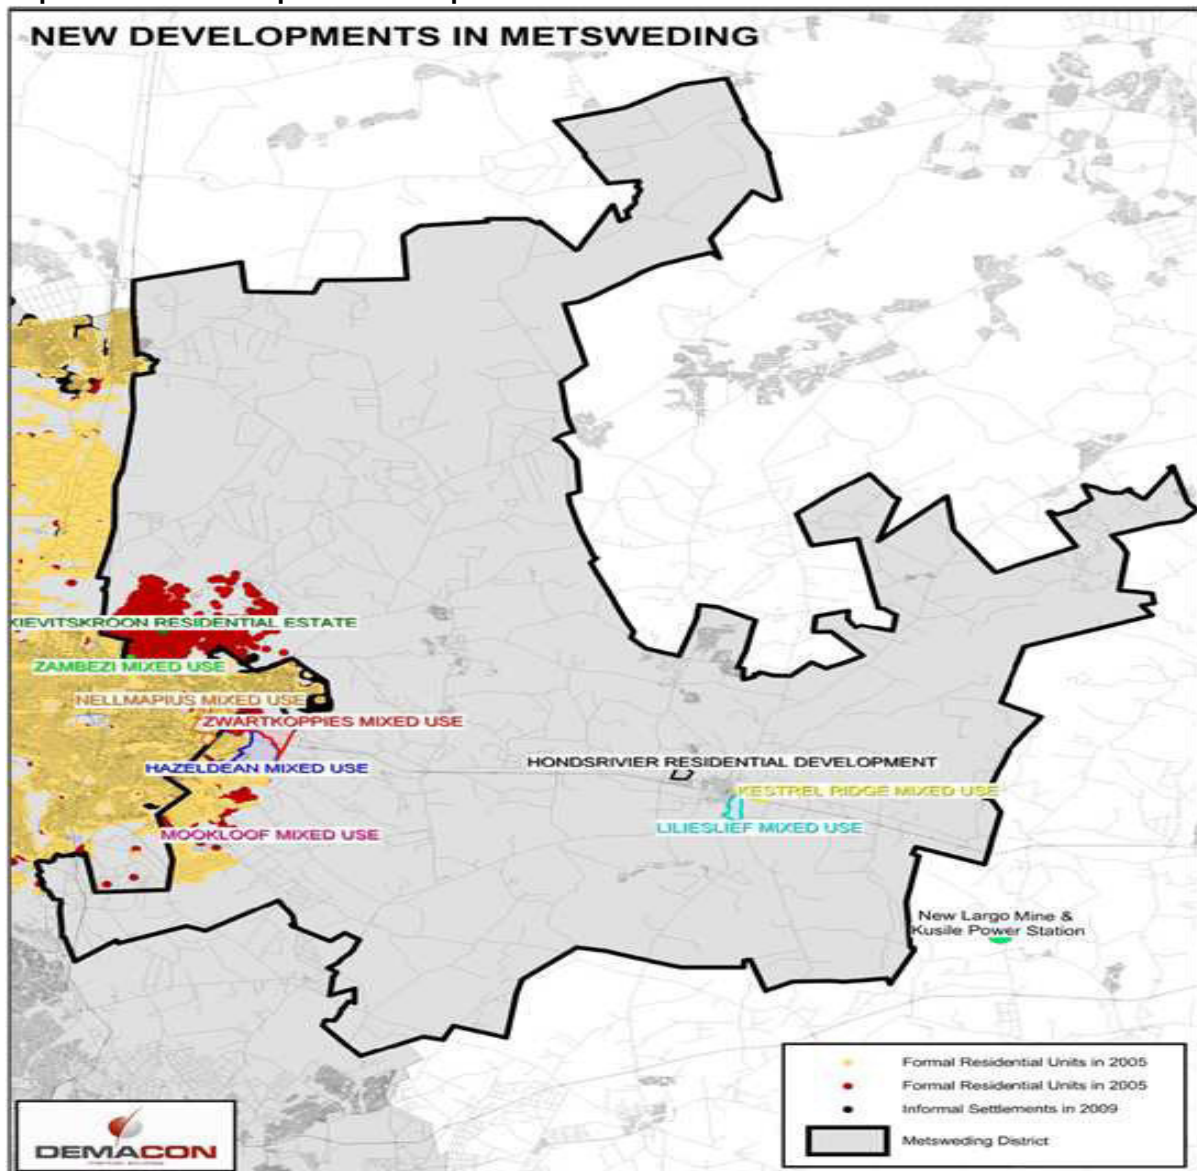 NEW DEVELOPMENTS IN METSWEDING
KIEVITSKROON RESIDENTIAL ESTATE
ZAMBEZI MIXED USE
NELLMAPIUS MIXED USE
ZWARTKOPPIES MIXED USE
HAZELDEAN MIXED USE
HONDSRIVIER RESIDENTIAL DEVELOPMENT
KESTREL RIDGE MIXED USE
LILIESLIEF MIXED USE
MOOKLOOF MIXED USE
New Largo Mine &
Kusile Power Station
Formal Residential Units in 2005
Formal Residential Units in 2005
Informal Settlements in 2009
Metsweding District
DEMACON